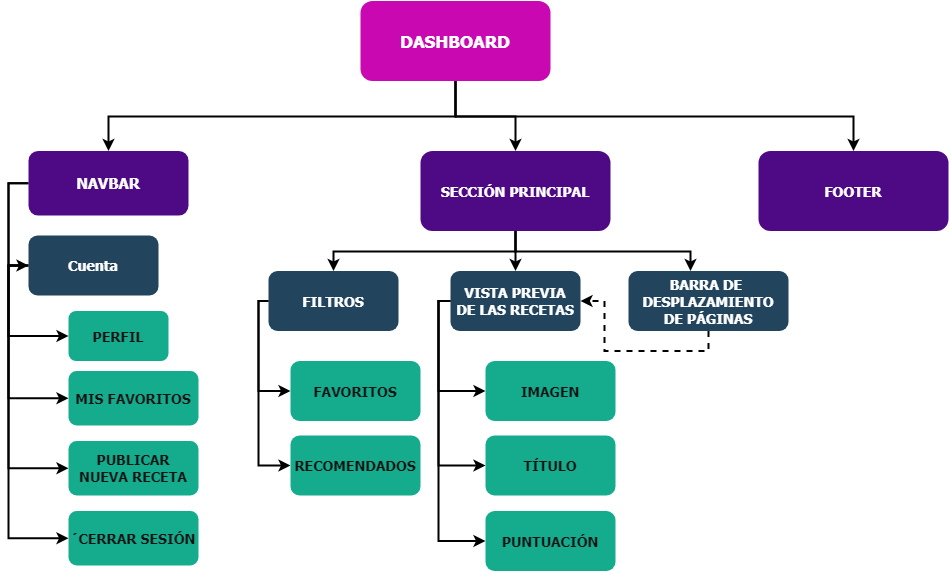 DASHBOARD
NAVBAR
SECCIÓN PRINCIPAL
FOOTER
Cuenta
FILTROS
VISTA PREVIA
DE LAS RECETAS
BARRA DE
DESPLAZAMIENTO
DE PÁGINAS
PERFIL
MIS FAVORITOS
PUBLICAR
NUEVA RECETA
´CERRAR SESIÓN
FAVORITOS
RECOMENDADOS
IMAGEN
TÍTULO
PUNTUACIÓN